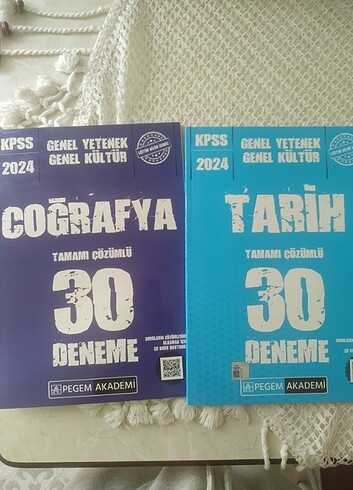 KPSS
2024
GENEL YETENEK
GENEL KÜLTÜR
COĞRAFYA
TAMAMI ÇÖZÜMLÜ
30
DENEME
PEGEM AKADEMİ
KPSS
2024
GENEL YETENEK
GENEL KÜLTÜR
TARİH
TAMAMI ÇÖZÜMLÜ
30
DENEME
PEGEM AKADEMİ